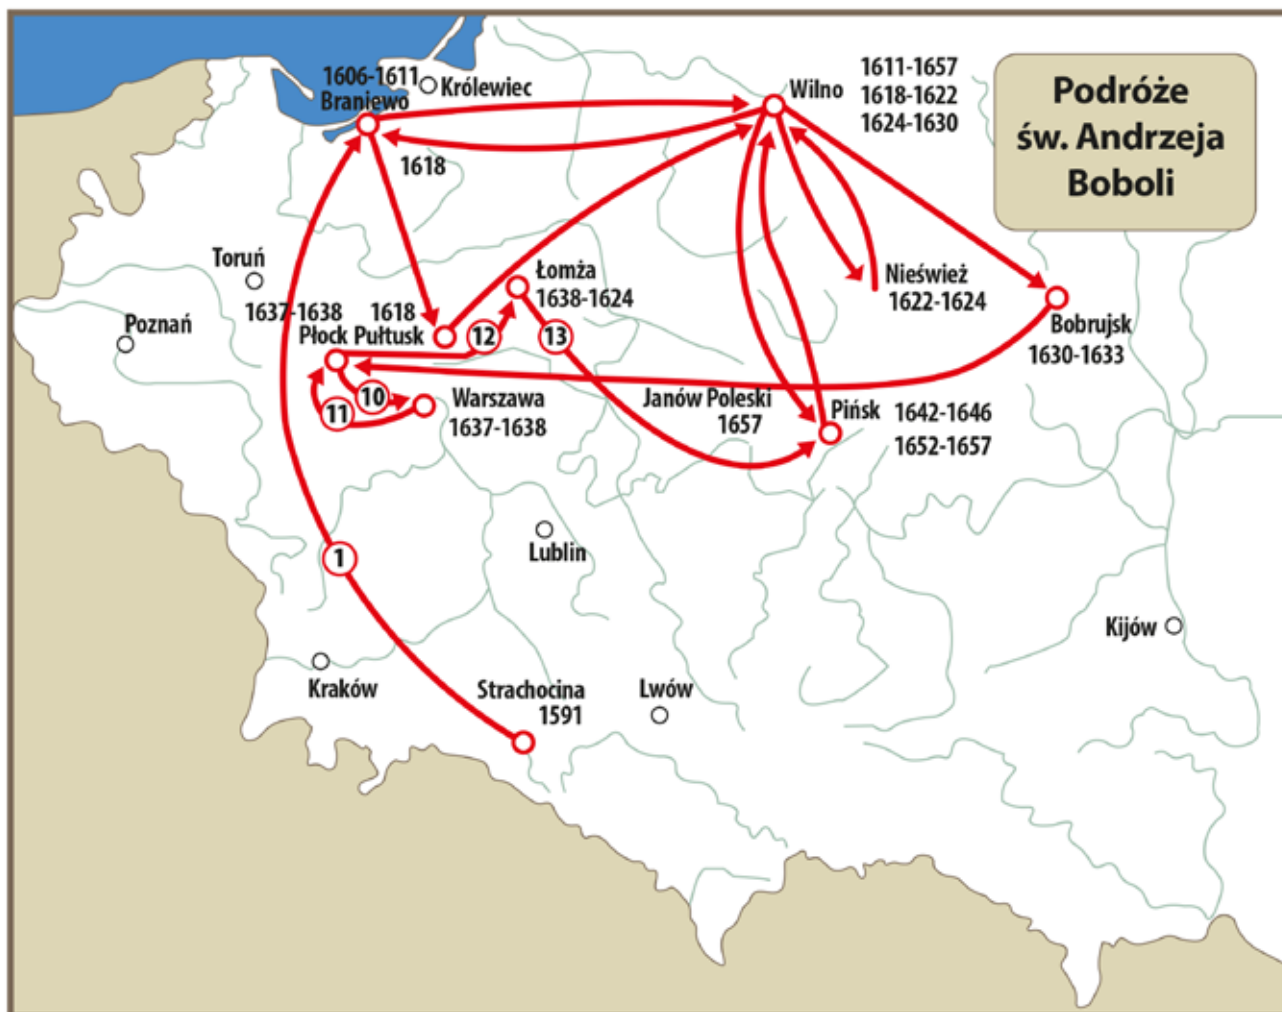 Podróże
św. Andrzeja
Boboli
1606-1611
Braniewo
Królewiec
Wilno
1611-1657
1618-1622
1624-1630
1618
Toruń
1637-1638
1618
Płock Pułtusk
Łomża
1638-1624
Nieśwież
1622-1624
Bobrujsk
1630-1633
Poznań
12
13
10
11
Warszawa
1637-1638
Janów Poleski
1657
Pińsk
1642-1646
1652-1657
1
Lublin
Kraków
Strachocina
1591
Lwów
Kijów